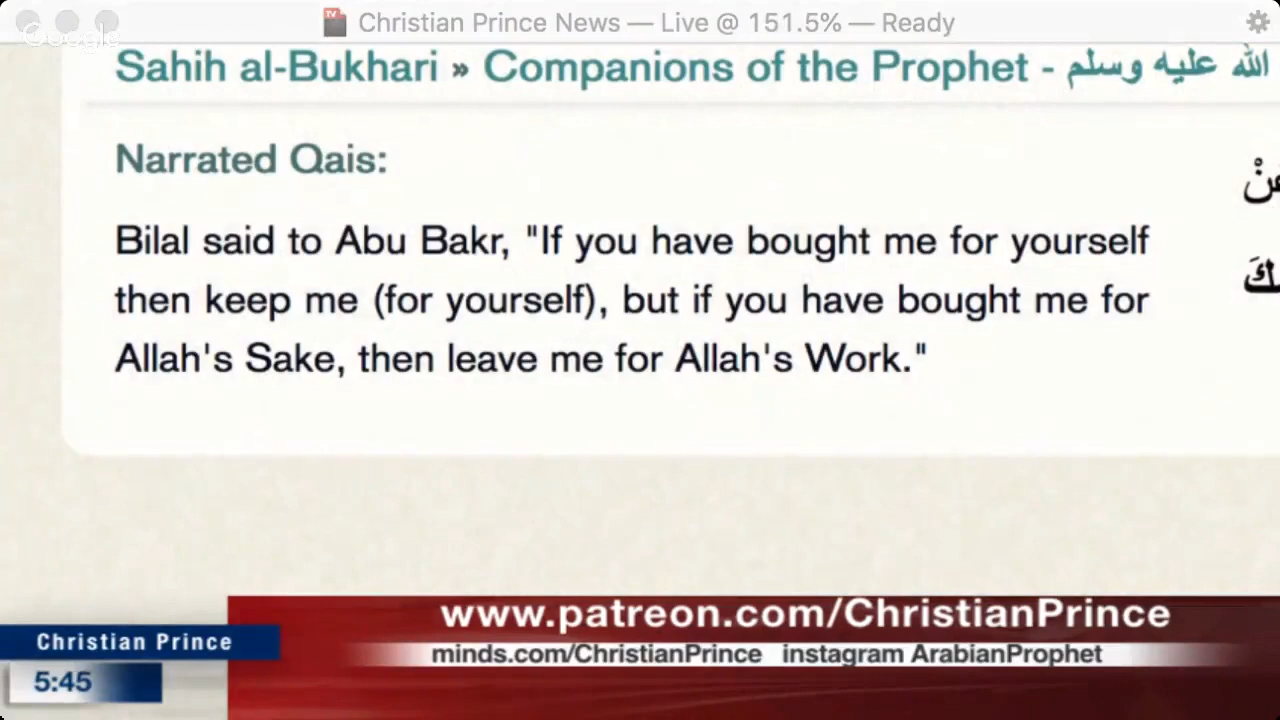 Christian Prince News — Live @ 151.5% — Ready
Google
Sahih al-Bukhari » Companions of the Prophet - الله عليه وسلم
Narrated Qais:
Bilal said to Abu Bakr, "If you have bought me for yourself
then keep me (for yourself), but if you have bought me for
Allah's Sake, then leave me for Allah's Work."
www.patreon.com/ChristianPrince
Christian Prince
minds.com/ChristianPrince instagram ArabianProphet
5:45